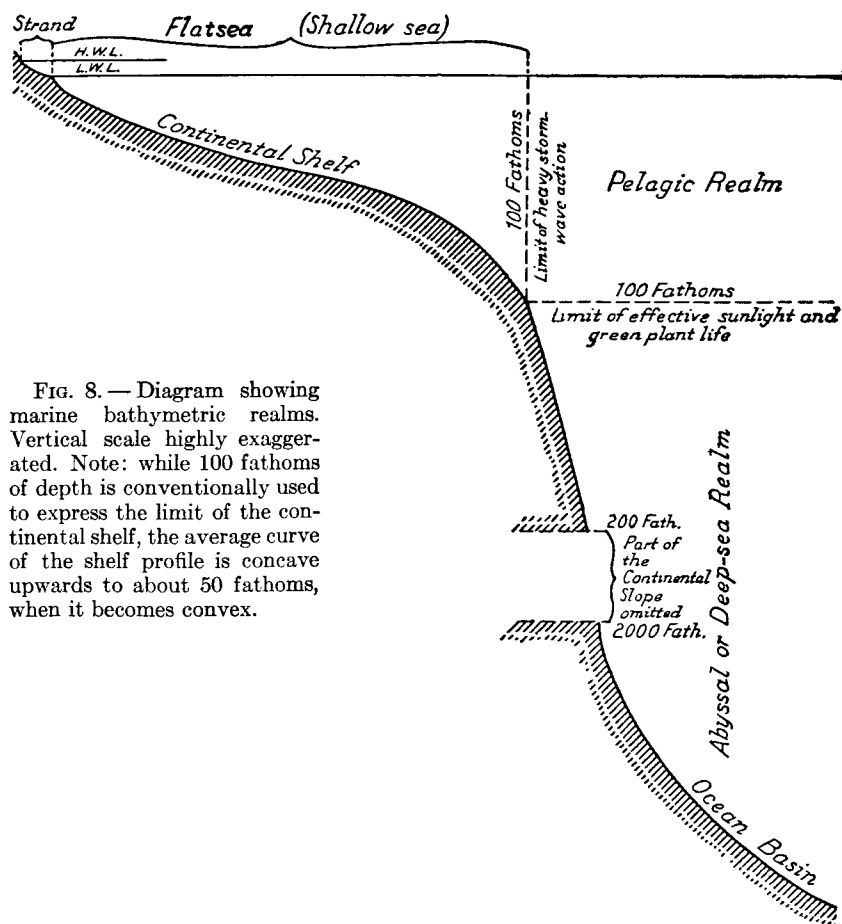 Strand
Flatsea (Shallow sea)
H.W.L.
L.W.L.
Continental Shelf
100 Fathoms
Limit of heavy storm
wave action
Pelagic Realm
100 Fathoms
Limit of effective sunlight and
green plant life
FIG. 8. — Diagram showing
marine bathymetric realms.
Vertical scale highly exagger-
ated. Note: while 100 fathoms
of depth is conventionally used
to express the limit of the con-
tinental shelf, the average curve
of the shelf profile is concave
upwards to about 50 fathoms,
when it becomes convex.
200 Fath.
Part of
the
Continental
Slope
omitted
2000 Fath.
Abyssal or Deep-sea Realm
Ocean Basin